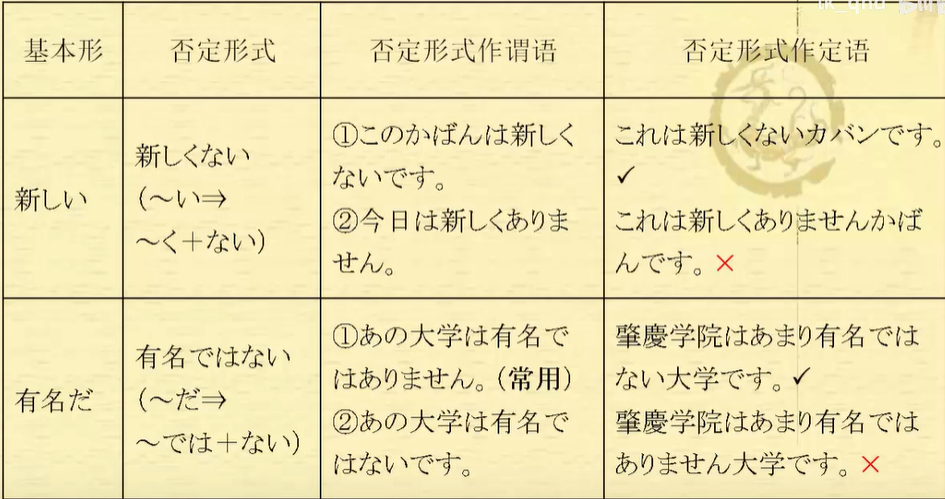 基本形
否定形式
否定形式作谓语
否定形式作定语
新しい
新しくない
(～い⇒
～く＋ない)
①このかばんは新しく
ないです。
②今日は新しくありま
せん。
これは新しくないカバンです。
✓
これは新しくありませんかば
んです。×
有名だ
有名ではない
(～だ⇒
～では＋ない)
①あの大学は有名で
はありません。(常用)
②あの大学は有名で
はないです。
肇慶学院はあまり有名では
ない大学です。✓
肇慶学院はあまり有名では
ありません大学です。×